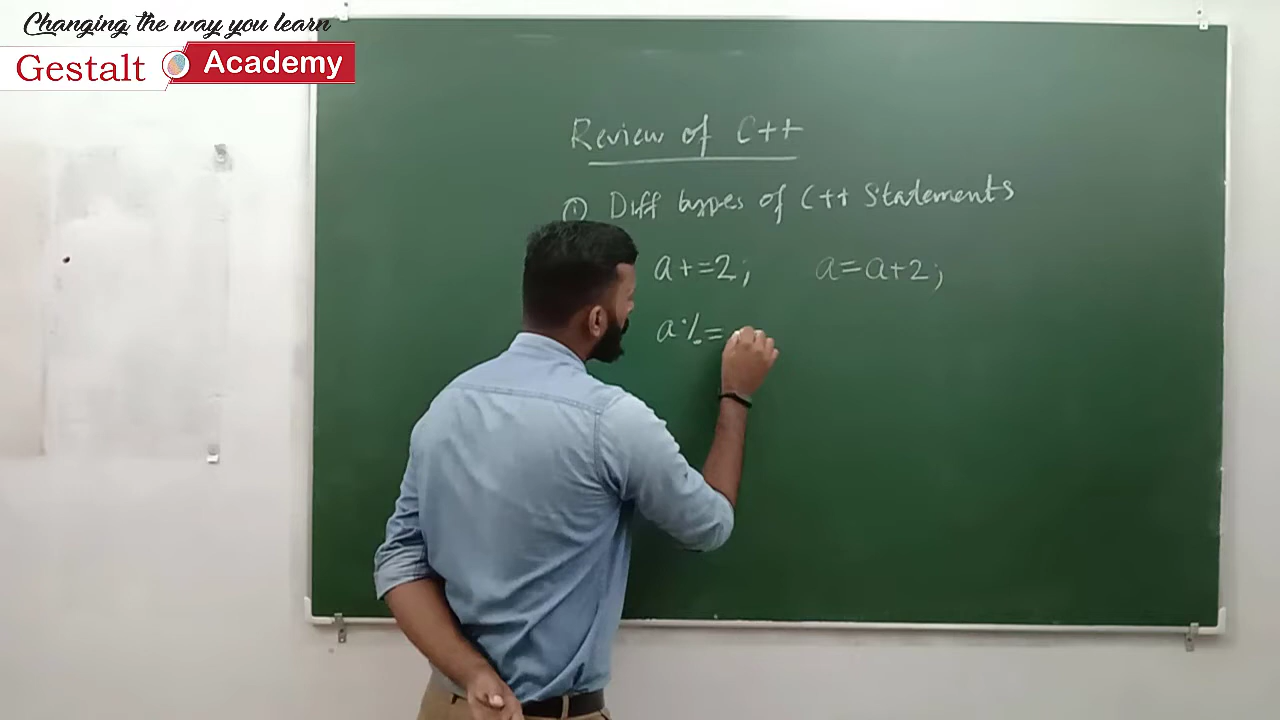 Changing the way you learn
Gestalt Academy
Review of C++
① Diff types of C++ Statements
a+=2; a=a+2;
a%=